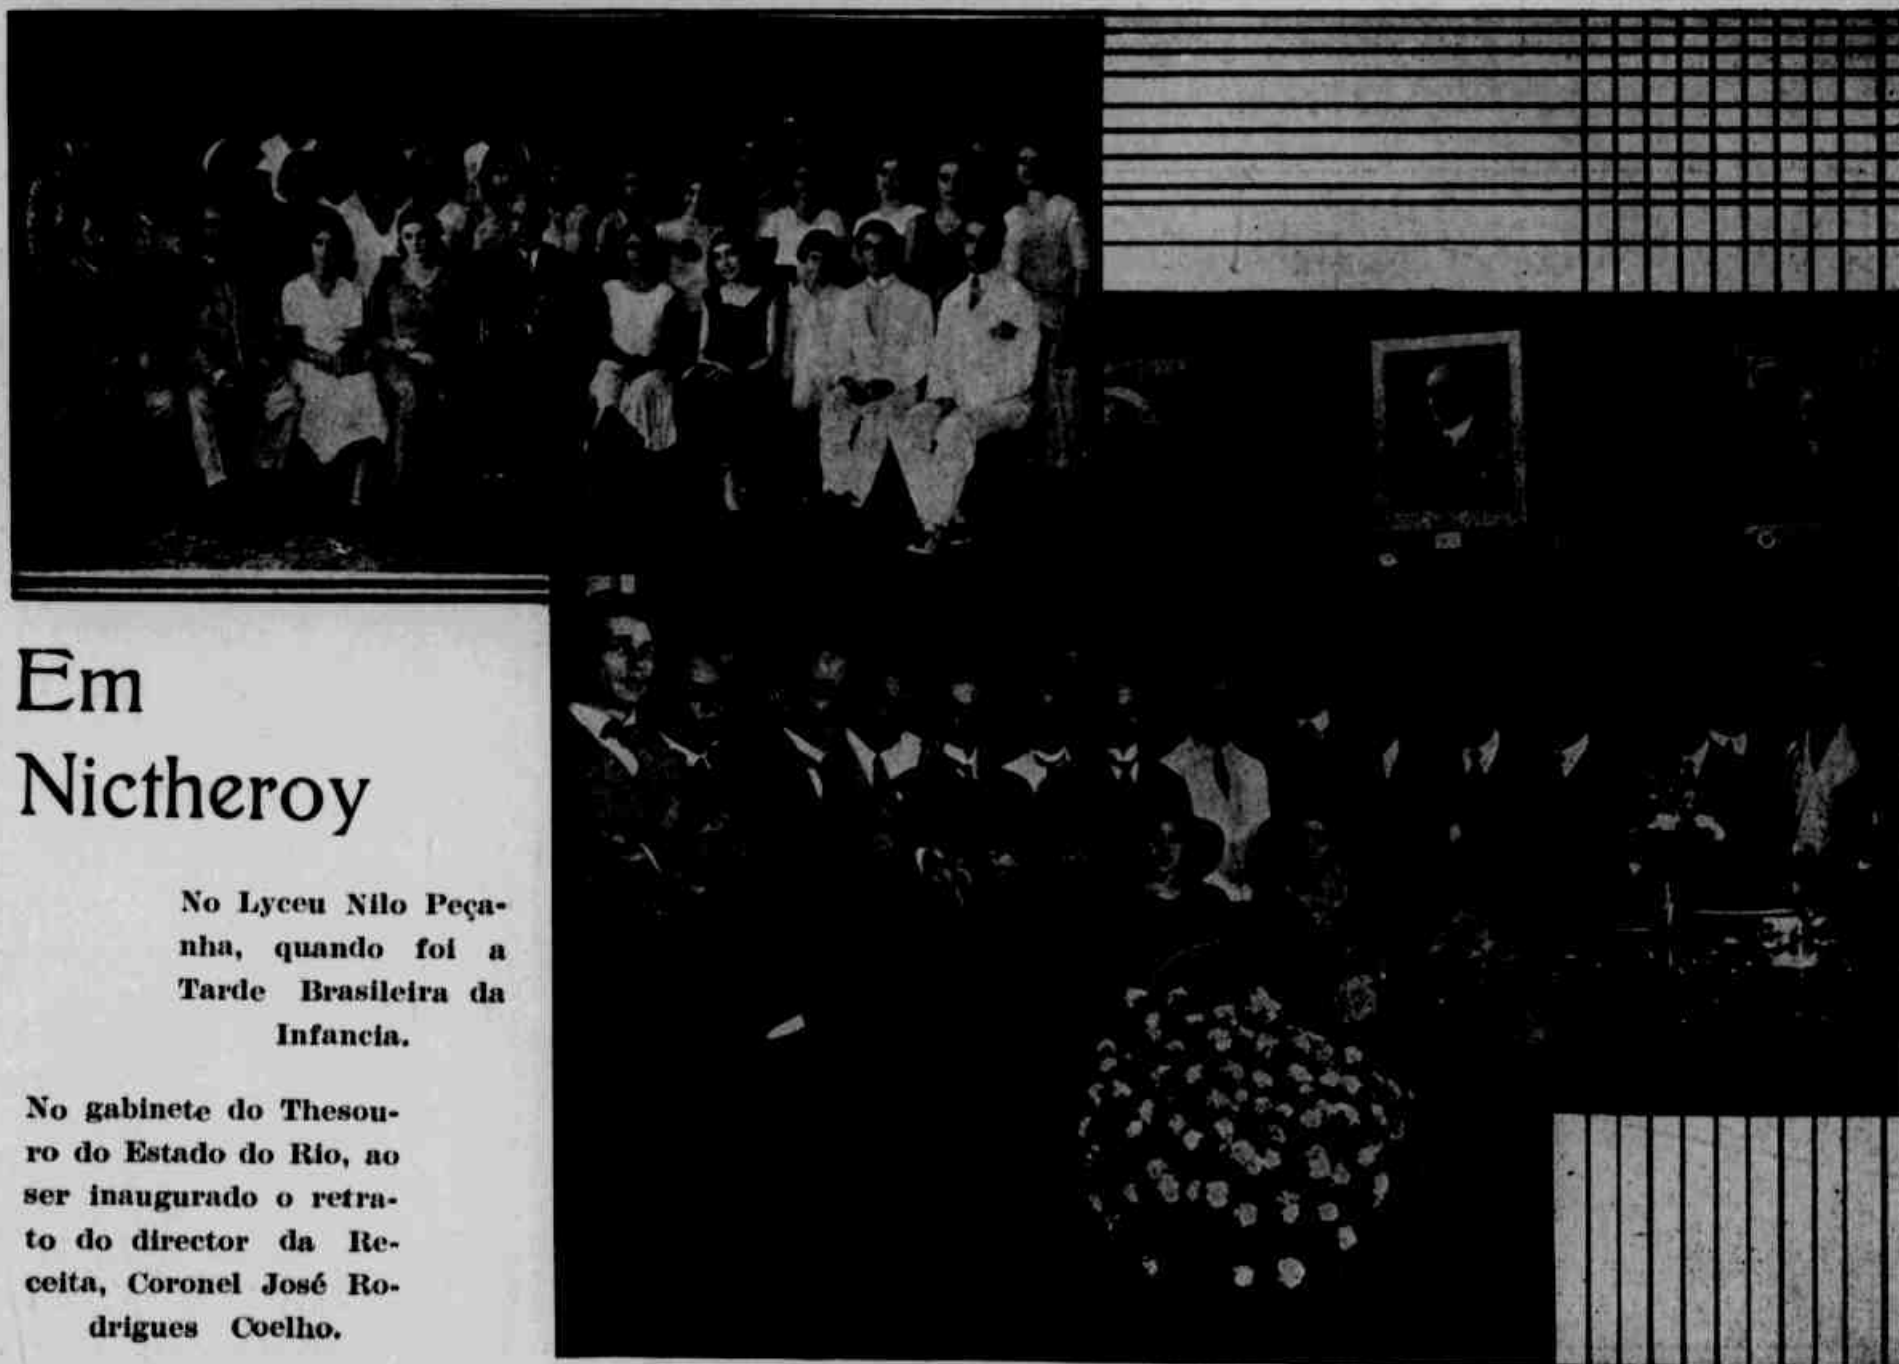 Em
Nictheroy
No Lyceu Nilo Peça-
nha, quando foi a
Tarde Brasileira da
Infancia.
No gabinete do Thesou-
ro do Estado do Rio, ao
ser inaugurado o retra-
to do director da Re-
ceita, Coronel José Ro-
drigues Coelho.